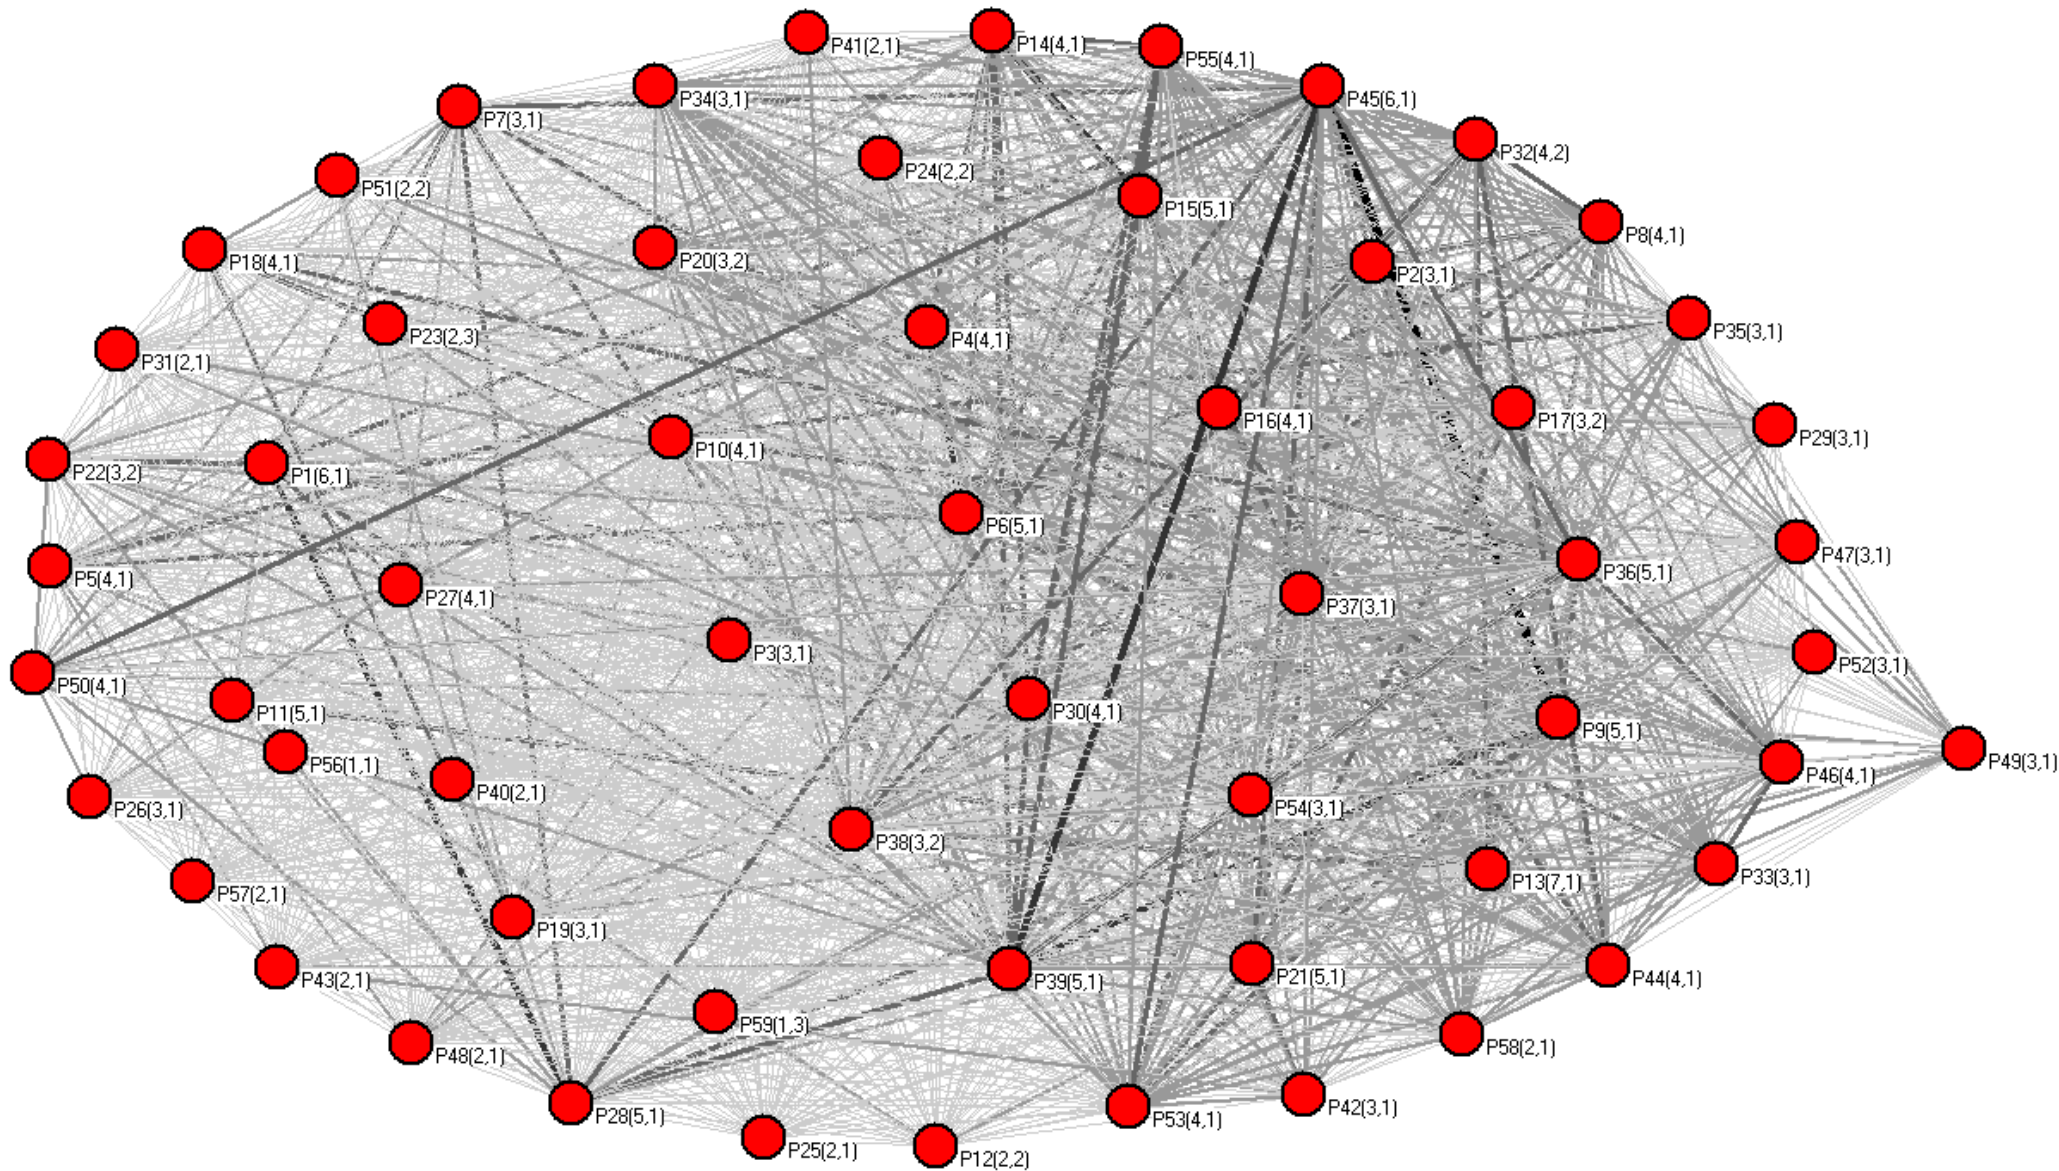 P41(2,1)
P14(4,1)
P55(4,1)
P34(3,1)
P45(6,1)
P7(3,1)
P32(4,2)
P24(2,2)
P51(2,2)
P15(5,1)
P8(4,1)
P18(4,1)
P20(3,2)
P2(3,1)
P35(3,1)
P23(2,3)
P4(4,1)
P31(2,1)
P16(4,1)
P17(3,2)
P29(3,1)
P10(4,1)
P22(3,2)
P1(6,1)
P6(5,1)
P47(3,1)
P36(5,1)
P5(4,1)
P27(4,1)
P37(3,1)
P3(3,1)
P52(3,1)
P50(4,1)
P11(5,1)
P30(4,1)
P9(5,1)
P49(3,1)
P56(1,1)
P46(4,1)
P40(2,1)
P26(3,1)
P54(3,1)
P38(3,2)
P33(3,1)
P13(7,1)
P57(2,1)
P19(3,1)
P43(2,1)
P39(5,1)
P21(5,1)
P44(4,1)
P59(1,3)
P58(2,1)
P48(2,1)
P28(5,1)
P53(4,1)
P42(3,1)
P25(2,1)
P12(2,2)